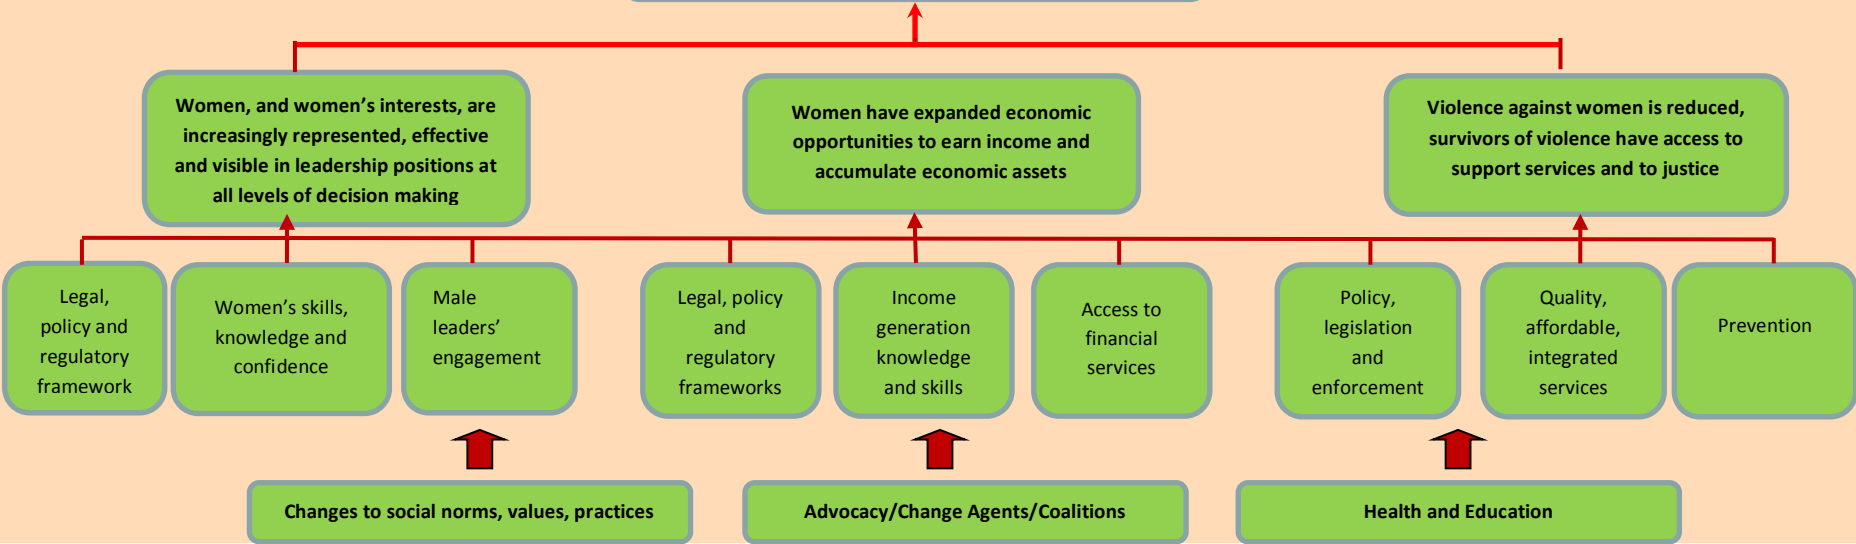 Women, and women's interests, are
increasingly represented, effective
and visible in leadership positions at
all levels of decision making
Women have expanded economic
opportunities to earn income and
accumulate economic assets
Violence against women is reduced,
survivors of violence have access to
support services and to justice
Legal,
policy and
regulatory
framework
Women's skills,
knowledge and
confidence
Male
leaders'
engagement
Legal, policy
and
regulatory
frameworks
Income
generation
knowledge
and skills
Access to
financial
services
Policy,
legislation
and
enforcement
Quality,
affordable,
integrated
services
Prevention
Changes to social norms, values, practices
Advocacy/Change Agents/Coalitions
Health and Education